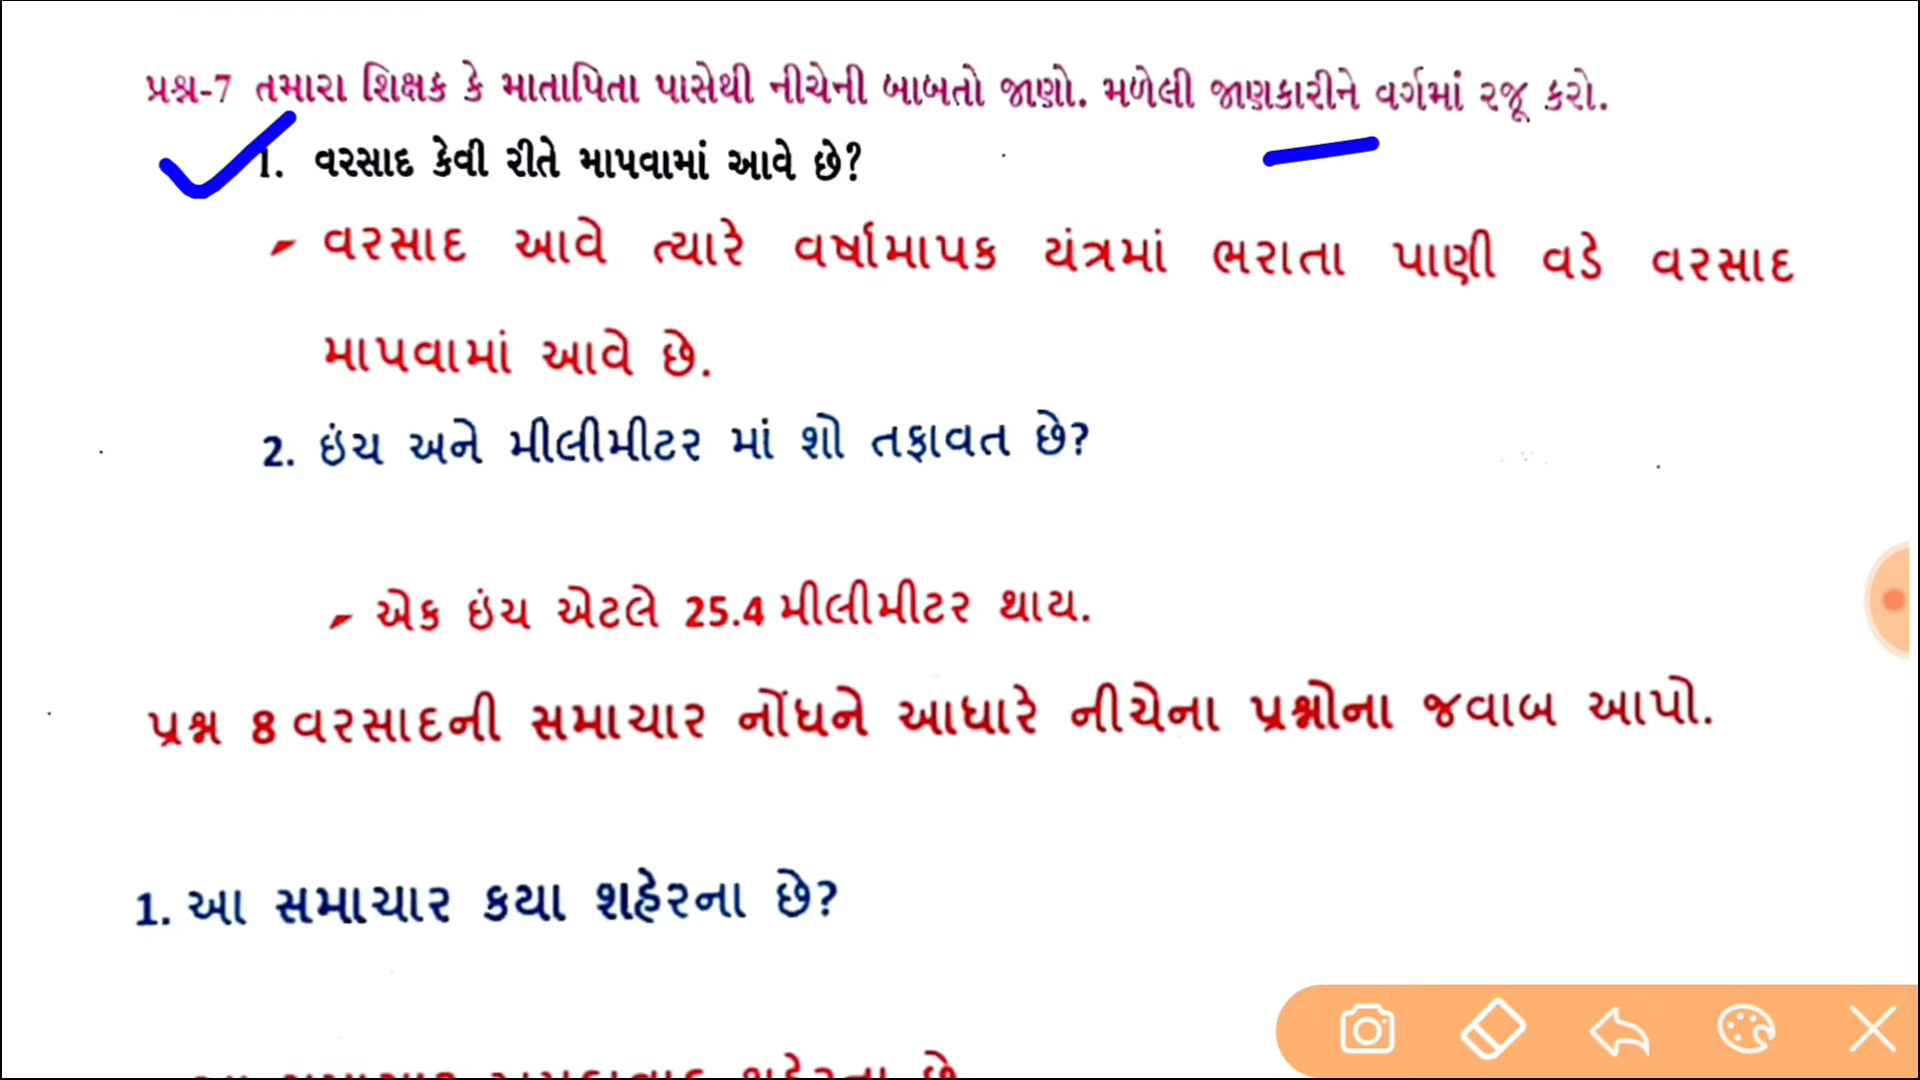 પ્રશ્ન-7 તમારા શિક્ષક કે માતાપિતા પાસેથી નીચેની બાબતો જાણો. મળેલી જાણકારીને વર્ગમાં રજૂ કરો.
1. વરસાદ કેવી રીતે માપવામાં આવે છે?
વરસાદ આવે ત્યારે વર્ષામાપક યંત્રમાં ભરાતા પાણી વડે વરસાદ
માપવામાં આવે છે.
2. ઇંચ અને મીલીમીટર માં શો તફાવત છે?
એક ઇંચ એટલે 25.4 મીલીમીટર થાય.
પ્રશ્ન 8 વરસાદની સમાચાર નોંધને આધારે નીચેના પ્રશ્નોના જવાબ આપો.
1. આ સમાચાર કયા શહેરના છે?